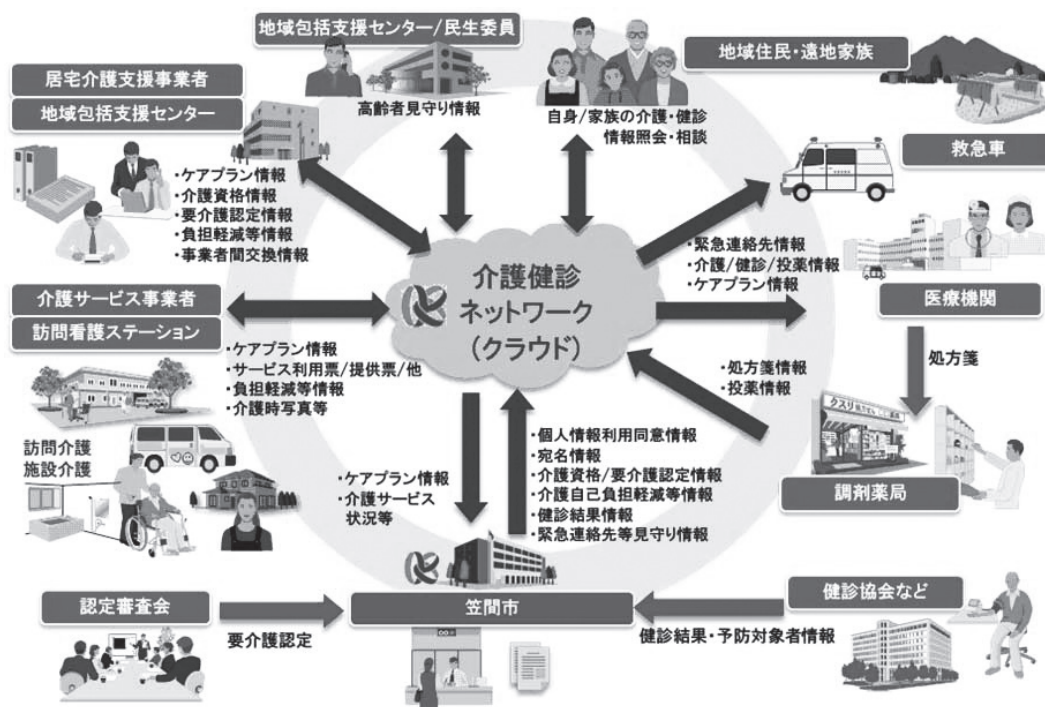 地域包括支援センター/民生委員
高齢者見守り情報
自身/家族の介護・健診
情報照会・相談
地域住民・遠地家族
居宅介護支援事業者
地域包括支援センター
・ケアプラン情報
・介護資格情報
・要介護認定情報
・負担軽減等情報
・事業者間交換情報
救急車
・緊急連絡先情報
・介護/健診/投薬情報
・ケアプラン情報
医療機関
介護健診
ネットワーク
(クラウド)
介護サービス事業者
訪問看護ステーション
・ケアプラン情報
・サービス利用票/提供票/他
・負担軽減等情報
・介護時写真等
訪問介護
施設介護
処方箋
・処方箋情報
・投薬情報
調剤薬局
・ケアプラン情報
・介護サービス
状況等
・個人情報利用同意情報
・宛名情報
・介護資格/要介護認定情報
・介護自己負担軽減等情報
・健診結果情報
・緊急連絡先等見守り情報
認定審査会
要介護認定
笠間市
健診協会など
健診結果・予防対象者情報